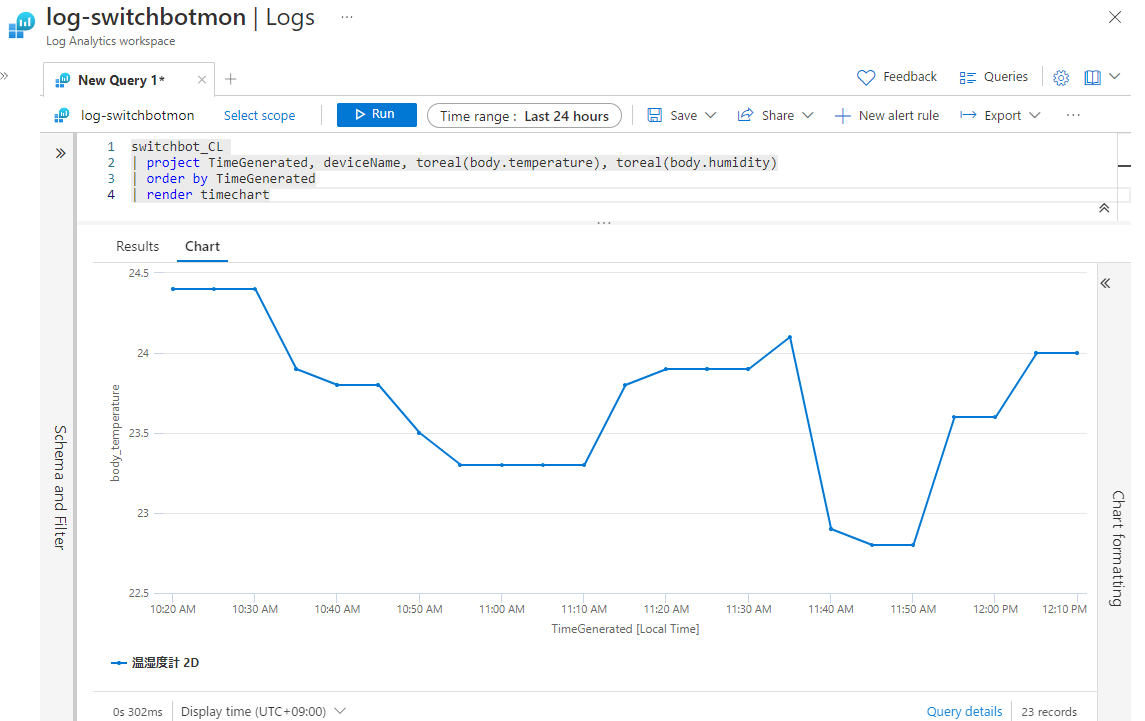 log-switchbotmon | Logs ...
Log Analytics workspace
New Query 1*
Feedback
Queries
log-switchbotmon
Select scope
Run
Time range : Last 24 hours
Save
Share
New alert rule
Export
...
1 switchbot_CL
2 | project TimeGenerated, deviceName, toreal(body.temperature), toreal(body.humidity)
3 | order by TimeGenerated
4 | render timechart
...
Results
Chart
Schema and Filter
Chart formatting
body_temperature
24.5
24
23.5
23
22.5
10:20 AM 10:30 AM 10:40 AM 10:50 AM 11:00 AM 11:10 AM 11:20 AM 11:30 AM 11:40 AM 11:50 AM 12:00 PM 12:10 PM
TimeGenerated [Local Time]
温湿度計 2D
0s 302ms
Display time (UTC+09:00)
Query details
23 records